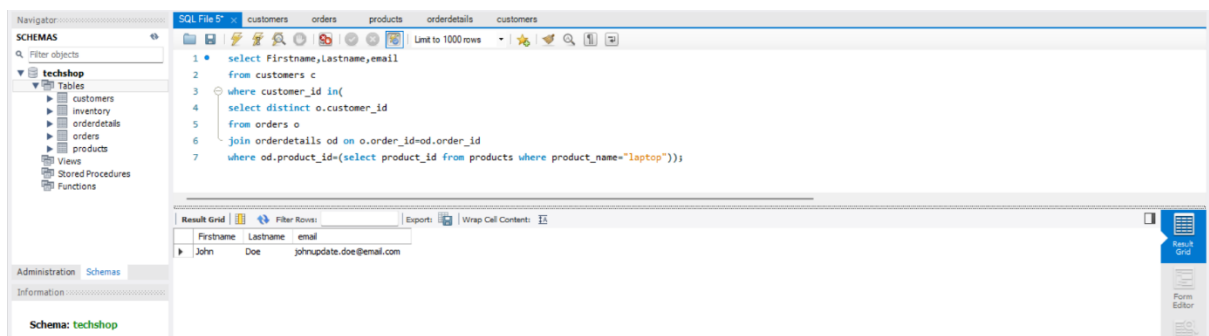 Navigator
SCHEMAS
Filter objects
techshop
Tables
customers
inventory
orderdetails
orders
products
Views
Stored Procedures
Functions
Administration Schemas
Information
Schema: techshop
SQL File 5* customers orders products orderdetails customers
Limit to 1000 rows
1 select Firstname,Lastname,email
2 from customers c
3 where customer_id in(
4 select distinct o.customer_id
5 from orders o
6 join orderdetails od on o.order_id=od.order_id
7 where od.product_id=(select product_id from products where product_name="laptop"));
Result Grid Filter Rows: Export: Wrap Cell Content:
Firstname Lastname email
John Doe johnupdate.doe@email.com
Result
Grid
Form
Editor